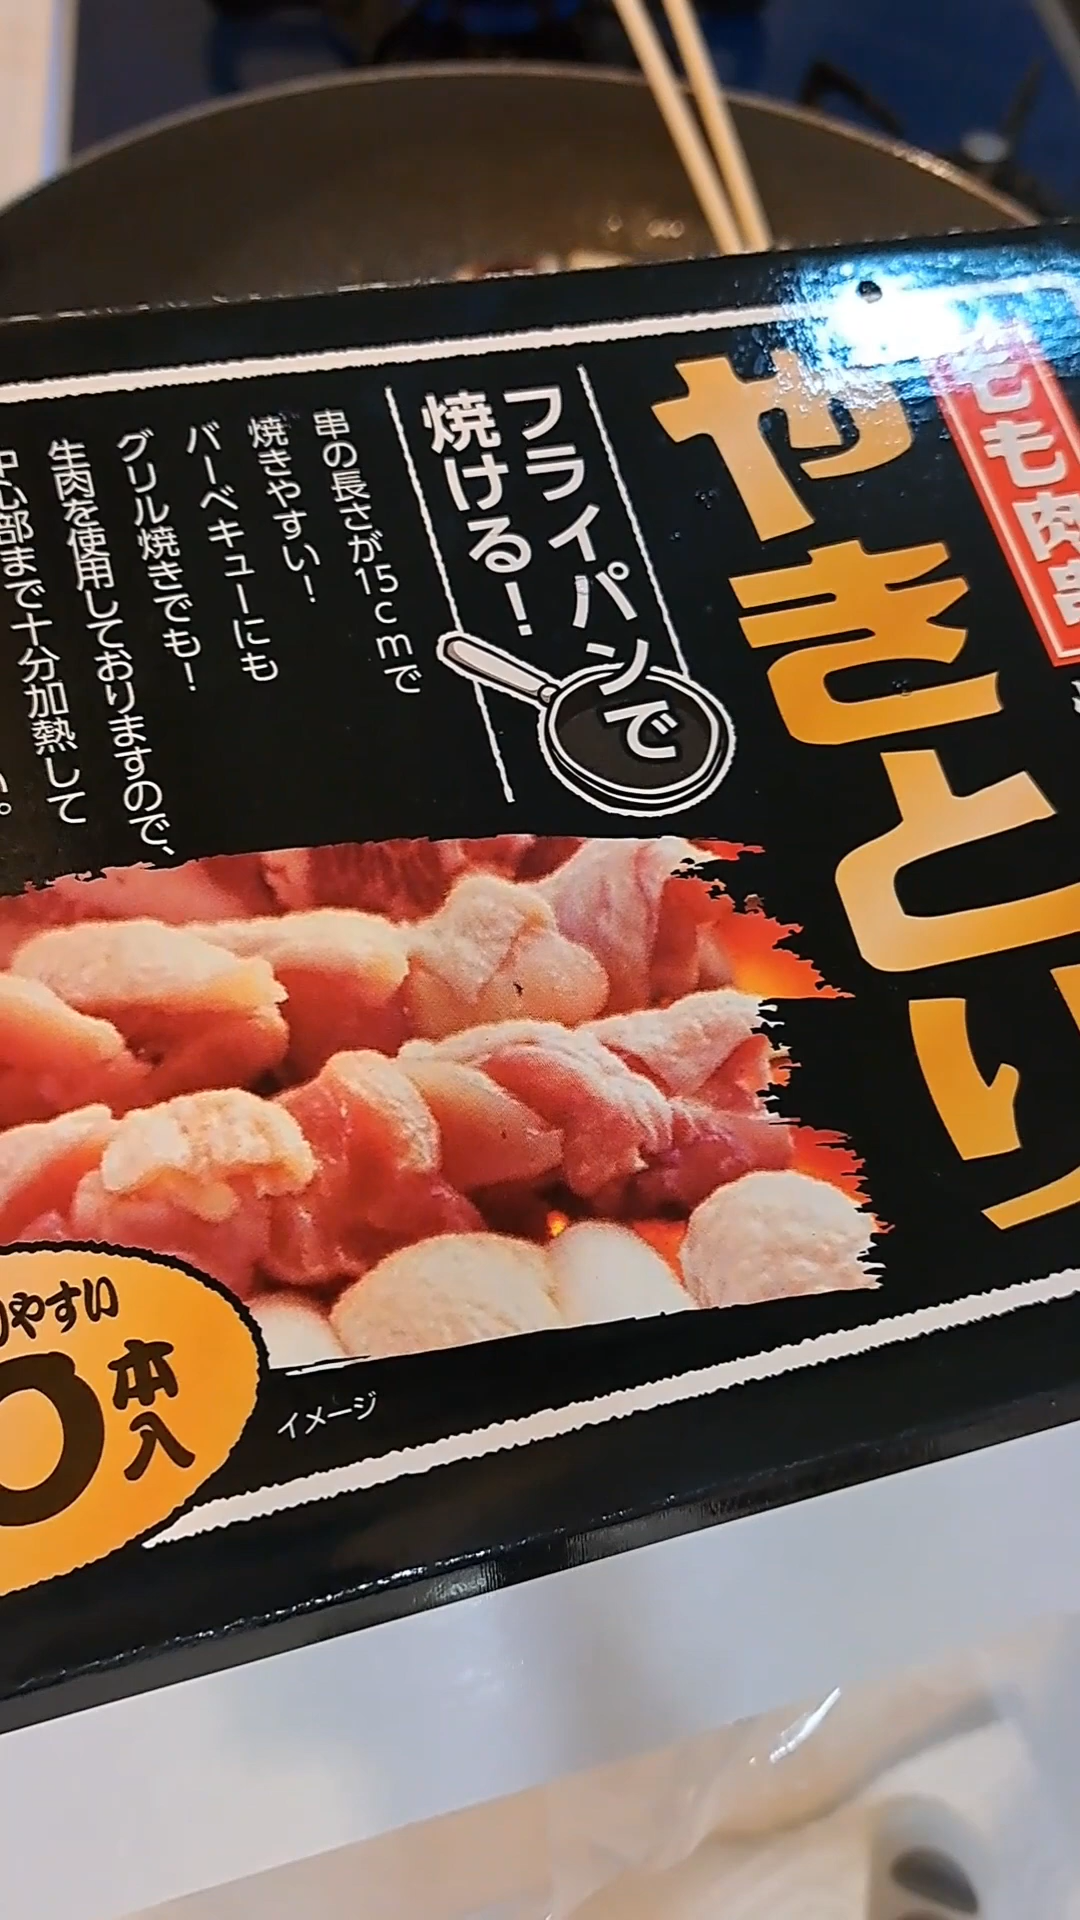 もも肉串
やきとり
フライパンで
焼ける！
串の長さが15cmで
焼きやすい！
バーベキューにも
グリル焼きでも！
生肉を使用しておりますので、
中心部まで十分加熱して
い。
りやすい
0本入
イメージ